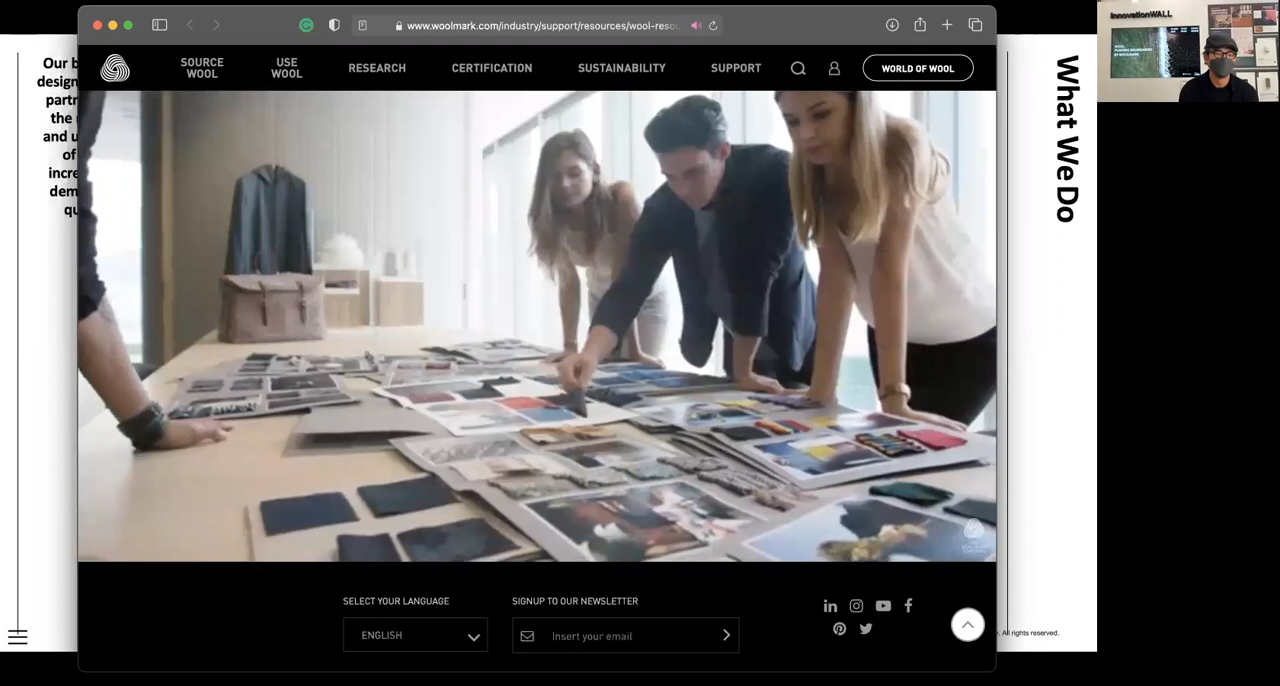 www.woolmark.com/industry/support/resources/wool-reso
SOURCE WOOL
USE WOOL
RESEARCH
CERTIFICATION
SUSTAINABILITY
SUPPORT
WORLD OF WOOL
Our b
design
partn
the
and u
of
incre
dem
qu
What We Do
InnovationWALL
SELECT YOUR LANGUAGE
ENGLISH
SIGNUP TO OUR NEWSLETTER
Insert your email
in
All rights reserved.